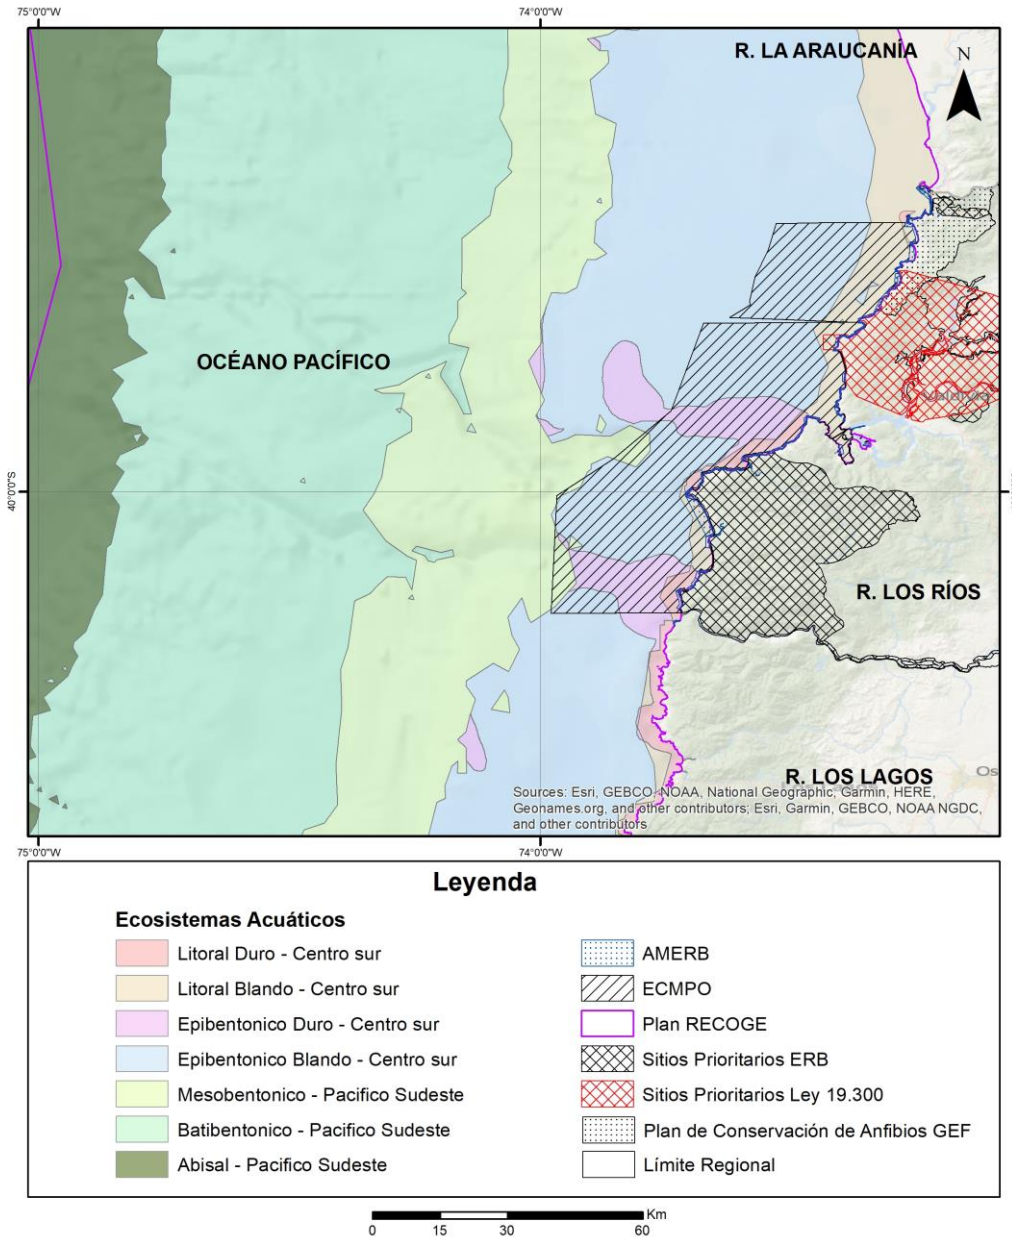 75°0'0"W
74°0'0"W
R. LA ARAUCANÍA
N
OCÉANO PACÍFICO
Valdivia
40°0'0"S
R. LOS RÍOS
R. LOS LAGOS
Os
Sources: Esri, GEBCO, NOAA, National Geographic, Garmin, HERE,
Geonames.org, and other contributors; Esri, Garmin, GEBCO, NOAA NGDC,
and other contributors
75°0'0"W
74°0'0"W
Leyenda
Ecosistemas Acuáticos
Litoral Duro - Centro sur
Litoral Blando - Centro sur
Epibentonico Duro - Centro sur
Epibentonico Blando - Centro sur
Mesobentonico - Pacifico Sudeste
Batibentonico - Pacifico Sudeste
Abisal - Pacifico Sudeste
AMERB
ECMPO
Plan RECOGE
Sitios Prioritarios ERB
Sitios Prioritarios Ley 19.300
Plan de Conservación de Anfibios GEF
Límite Regional
Km
0 15 30 60